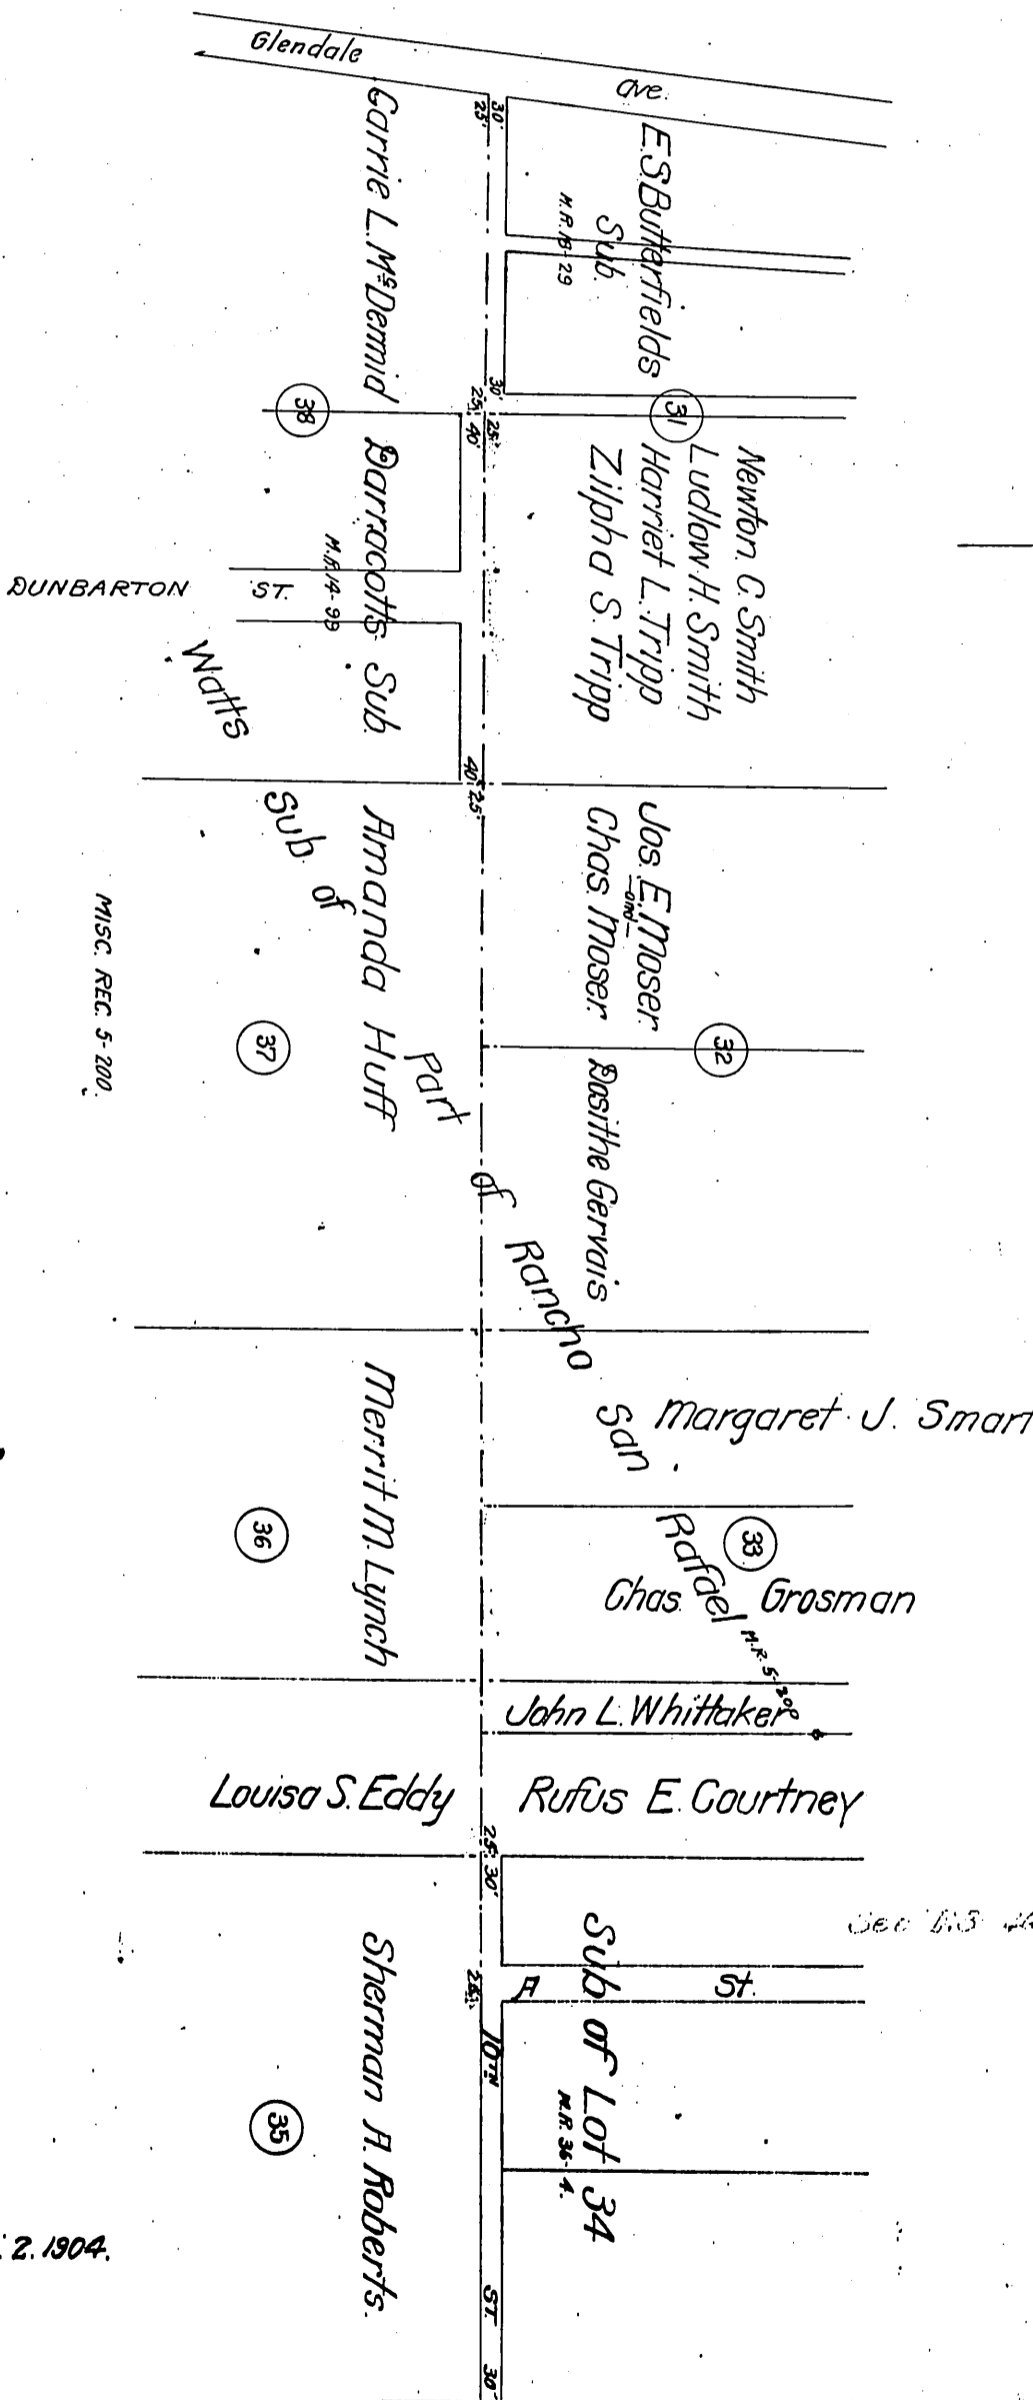 Glendale Ave.
30'
25'
Carrie L. McDermid
E.S. Butterfields
Sub.
M.R. 18-29
30'
25'
25'
40'
38
31
Newton C. Smith
Ludlow H. Smith
Harriet L. Tripp
Zilpha S. Tripp
Darracotts Sub.
M.R. 14-99
DUNBARTON ST.
40'
25'
Watts Sub of Part of Rancho San Rafael
M.R. 5-200
MISC. REC. 5-200.
Amanda Huff
37
Jos. E. Moser
and
Chas. Moser
32
Dosithe Gervais
Margaret J. Smart
Merrit M. Lynch
36
33
Chas. Grosman
John L. Whittaker
Louisa S. Eddy
Rufus E. Courtney
25'
30'
A St.
25'
10TH ST.
30'
Sub of Lot 34
M.R. 36-4.
Sherman A. Roberts.
35
2. 1904.